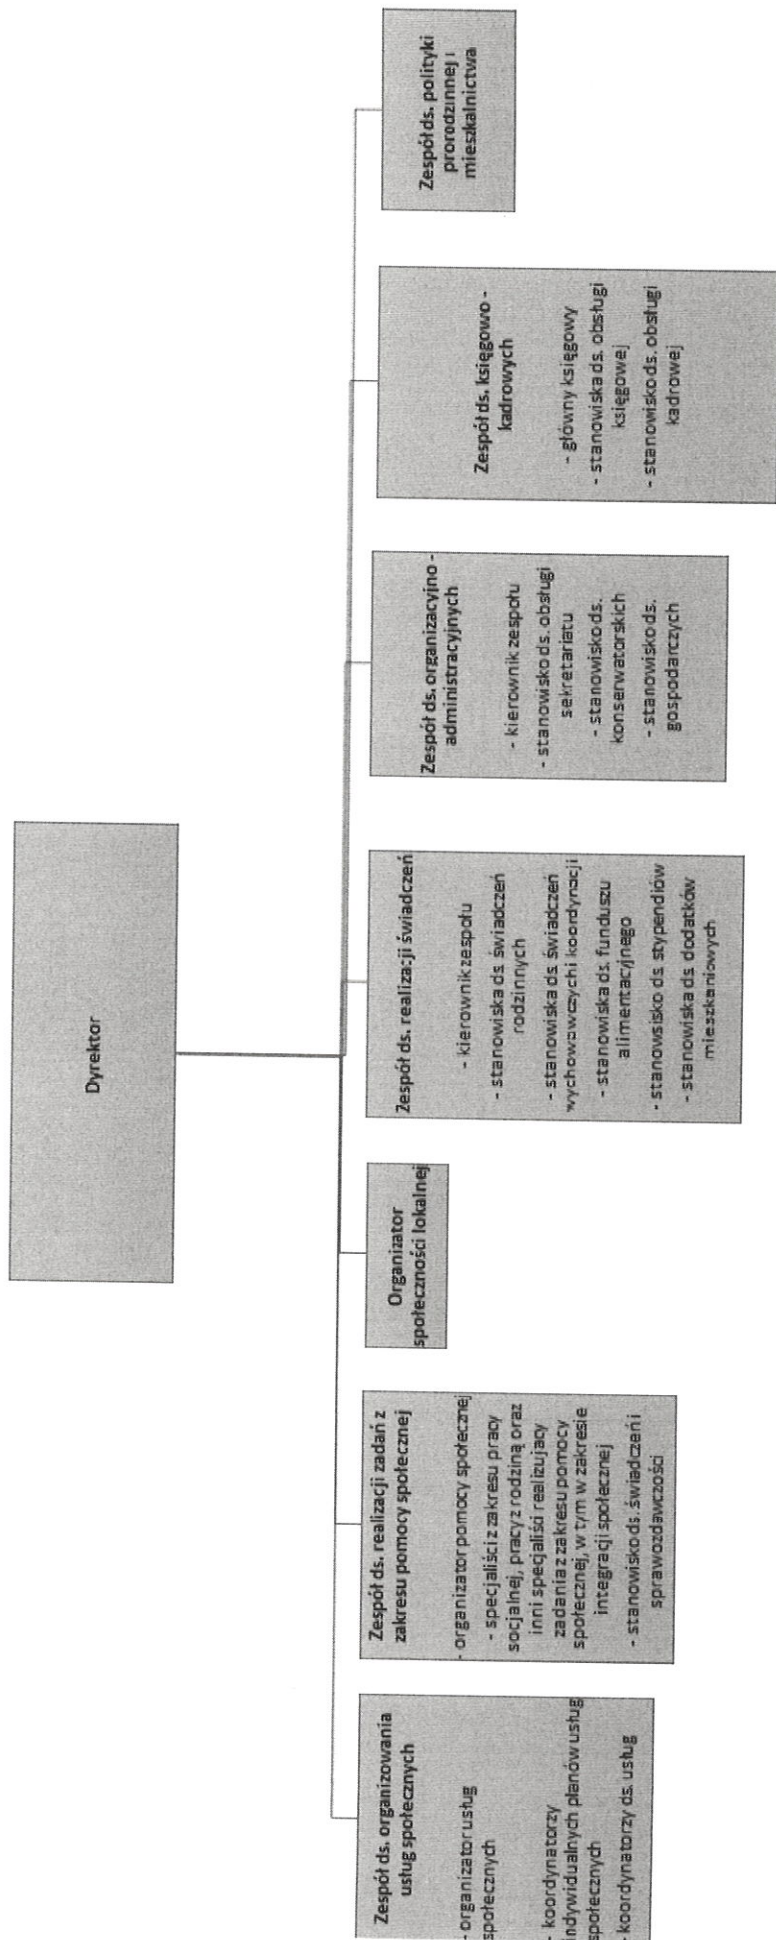 Dyrektor
Zespół ds. organizowania
usług społecznych
- organizator usług
społecznych
- koordynatorzy
indywidualnych planów usług
społecznych
- koordynatorzy ds. usług
Zespół ds. realizacji zadań z
zakresu pomocy społecznej
- organizator pomocy społecznej
- specjaliści z zakresu pracy
socjalnej, pracy z rodziną oraz
inni specjaliści realizujący
zadania z zakresu pomocy
społecznej, w tym w zakresie
integracji społecznej
- stanowisko ds. świadczeń i
sprawozdawczości
Organizator
społeczności lokalnej
Zespół ds. realizacji świadczeń
- kierownik zespołu
- stanowiska ds. świadczeń
rodzinnych
- stanowiska ds. świadczeń
wychowawczych i koordynacji
- stanowiska ds. funduszu
alimentacyjnego
- stanowsisko ds. stypendiów
- stanowiska ds. dodatków
mieszkaniowych
Zespół ds. organizacyjno -
administracyjnych
- kierownik zespołu
- stanowisko ds. obsługi
sekretariatu
- stanowisko ds.
konserwatorskich
- stanowisko ds.
gospodarczych
Zespół ds. księgowo -
kadrowych
- główny księgowy
- stanowiska ds. obsługi
księgowej
- stanowisko ds. obsługi
kadrowej
Zespół ds. polityki
prorodzinnej i
mieszkalnictwa